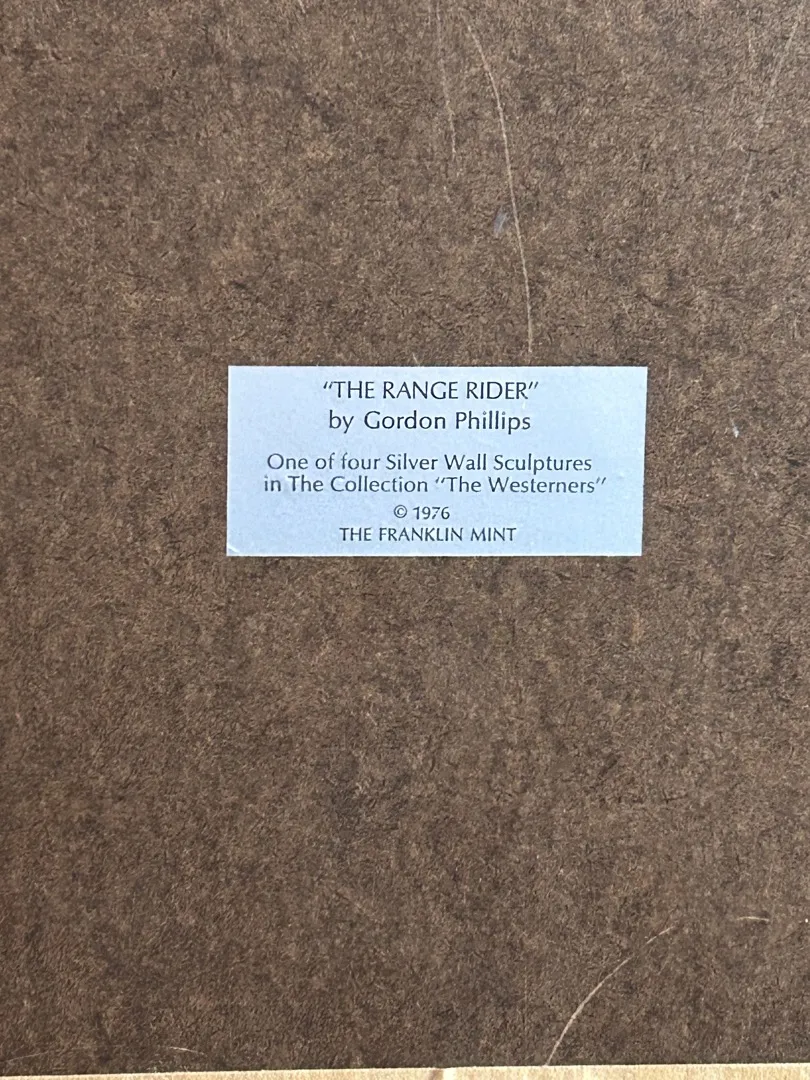 "THE RANGE RIDER"
by Gordon Phillips
One of four Silver Wall Sculptures
in The Collection "The Westerners"
© 1976
THE FRANKLIN MINT